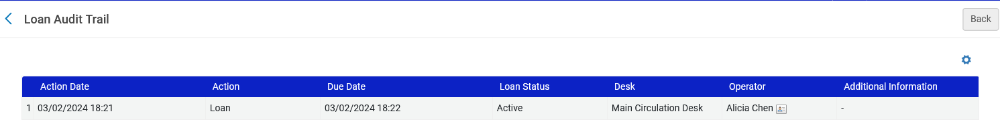 Loan Audit Trail Back
Action Date Action Due Date Loan Status Desk Operator Additional Information
1 03/02/2024 18:21 Loan 03/02/2024 18:22 Active Main Circulation Desk Alicia Chen -